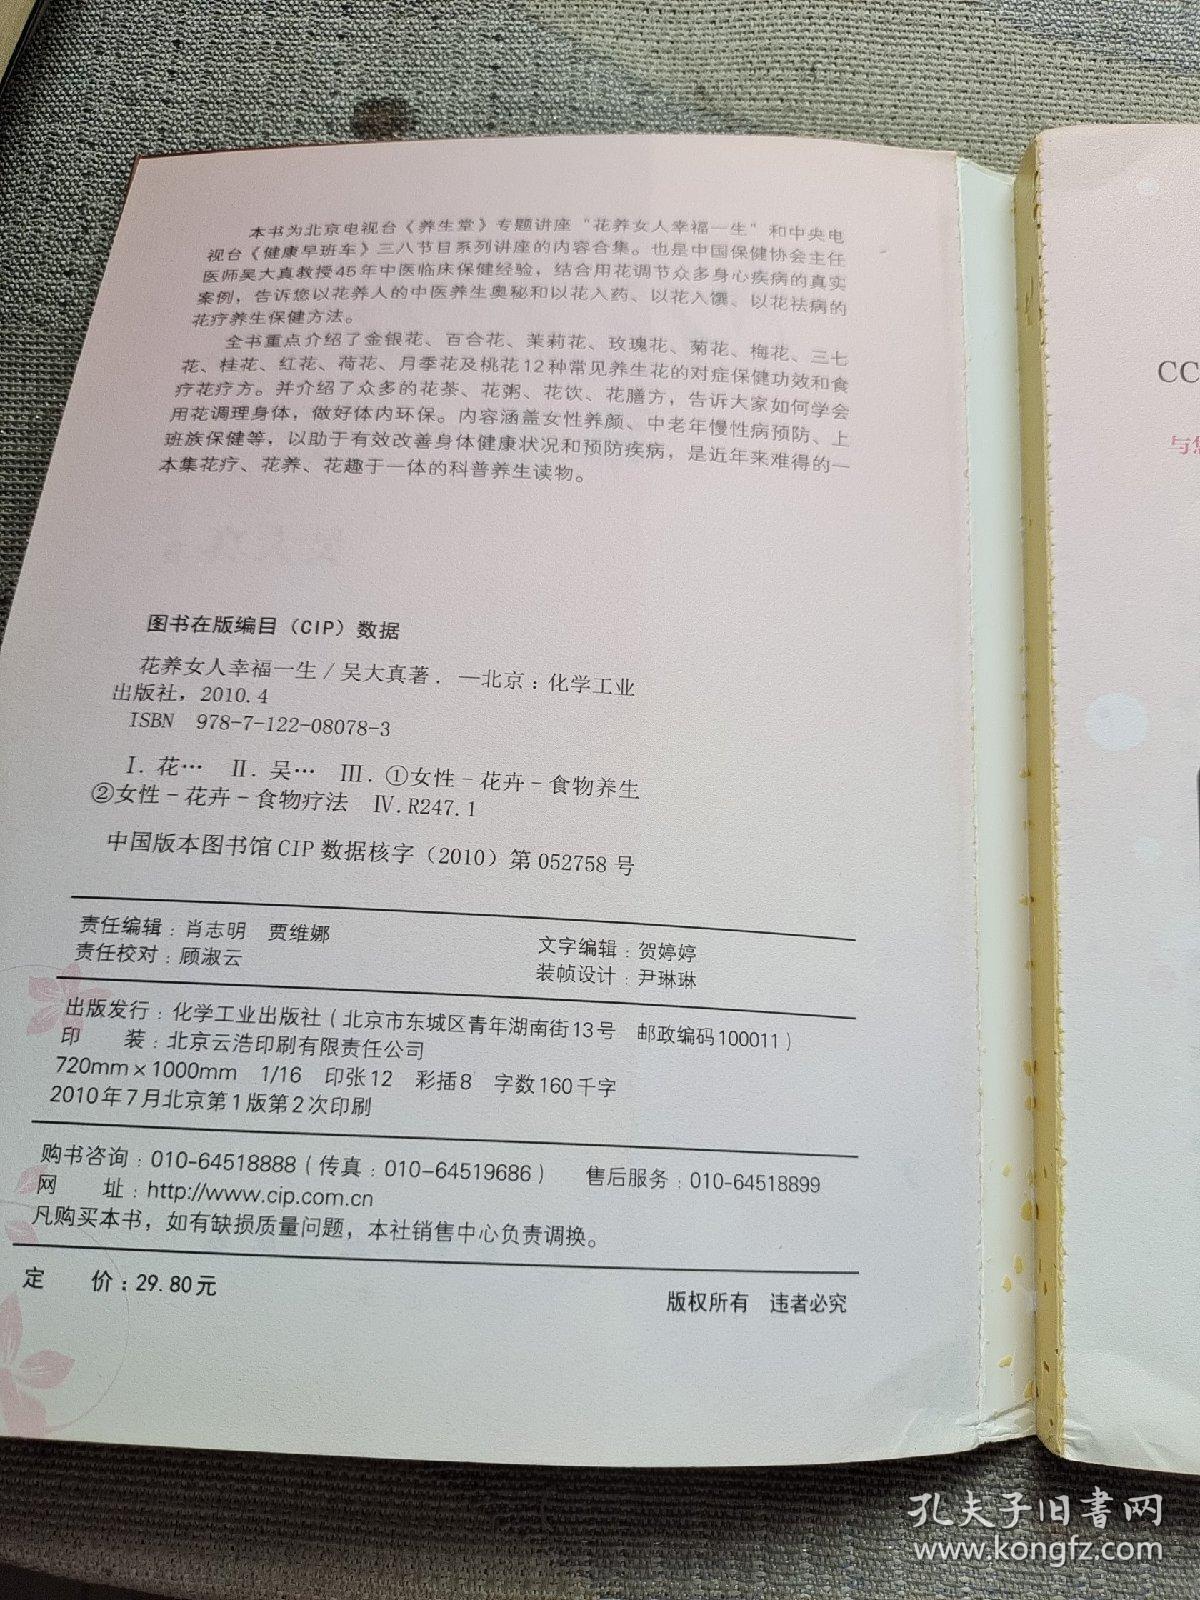 本书为北京电视台《养生堂》专题讲座“花养女人幸福一生”和中央电
视台《健康早班车》三八节目系列讲座的内容合集。也是中国保健协会主任
医师吴大真教授45年中医临床保健经验，结合用花调节众多身心疾病的真实
案例，告诉您以花养人的中医养生奥秘和以花入药、以花入馔、以花祛病的
花疗养生保健方法。
全书重点介绍了金银花、百合花、茉莉花、玫瑰花、菊花、梅花、三七
花、桂花、红花、荷花、月季花及桃花12种常见养生花的对症保健功效和食
疗花疗方。并介绍了众多的花茶、花粥、花饮、花膳方，告诉大家如何学会
用花调理身体，做好体内环保。内容涵盖女性养颜、中老年慢性病预防、上
班族保健等，以助于有效改善身体健康状况和预防疾病，是近年来难得的一
本集花疗、花养、花趣于一体的科普养生读物。
图书在版编目（CIP）数据
花养女人幸福一生/吴大真著．—北京：化学工业
出版社，2010.4
ISBN 978-7-122-08078-3
Ⅰ．花… Ⅱ．吴… Ⅲ．①女性-花卉-食物养生
②女性-花卉-食物疗法 Ⅳ.R247.1
中国版本图书馆CIP数据核字（2010）第052758号
责任编辑：肖志明 贾维娜 文字编辑：贺婷婷
责任校对：顾淑云 装帧设计：尹琳琳
出版发行：化学工业出版社（北京市东城区青年湖南街13号 邮政编码100011）
印 装：北京云浩印刷有限责任公司
720mm×1000mm 1/16 印张12 彩插8 字数160千字
2010年7月北京第1版第2次印刷
购书咨询：010-64518888（传真：010-64519686） 售后服务：010-64518899
网 址：http://www.cip.com.cn
凡购买本书，如有缺损质量问题，本社销售中心负责调换。
定 价：29.80元 版权所有 违者必究
CC
孔夫子旧書网
www.kongfz.com